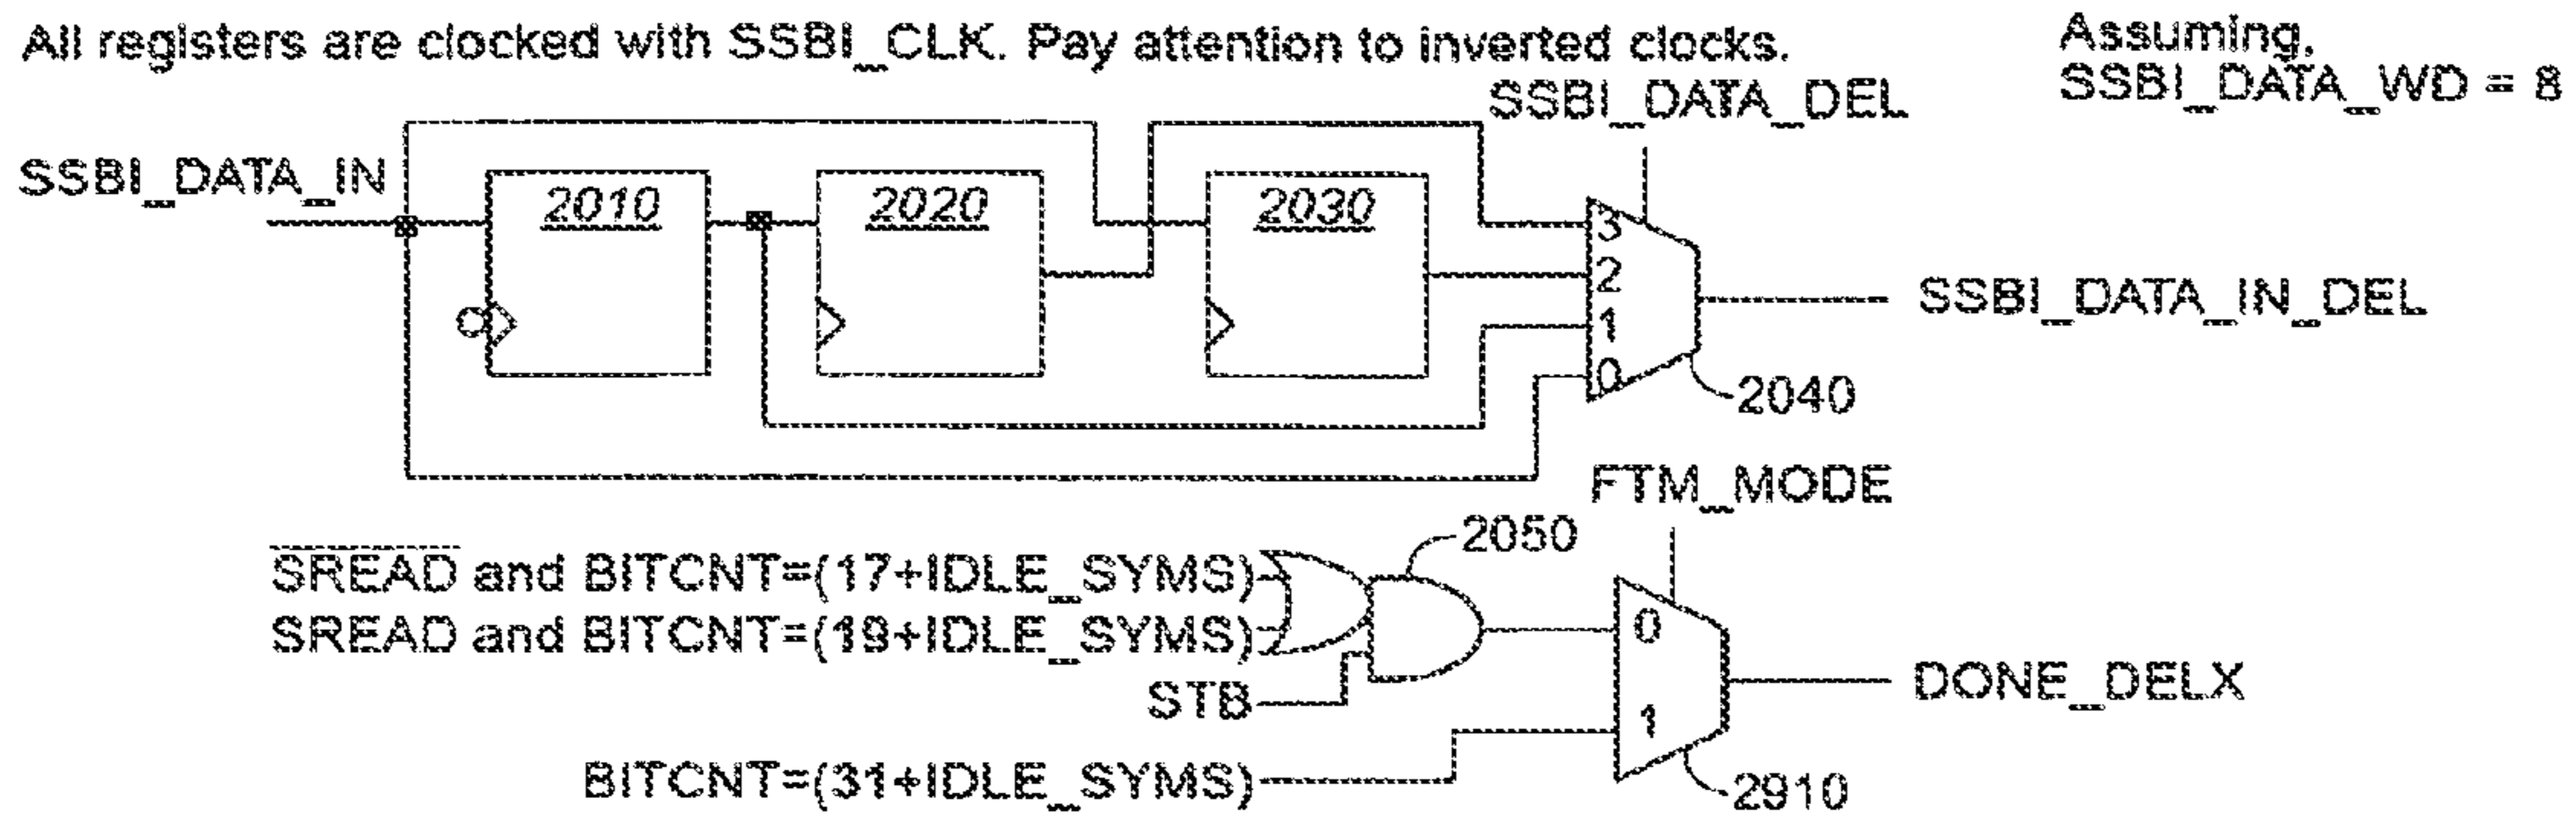 All registers are clocked with SSBI_CLK. Pay attention to inverted clocks.
Assuming,
SSBI_DATA_WD = 8
SSBI_DATA_DEL
SSBI_DATA_IN
2010
2020
2030
3
2
1
0
SSBI_DATA_IN_DEL
2040
FTM_MODE
2050
SREAD and BITCNT=(17+IDLE_SYMS)
SREAD and BITCNT=(19+IDLE_SYMS)
STB
0
1
DONE_DELX
BITCNT=(31+IDLE_SYMS)
2910